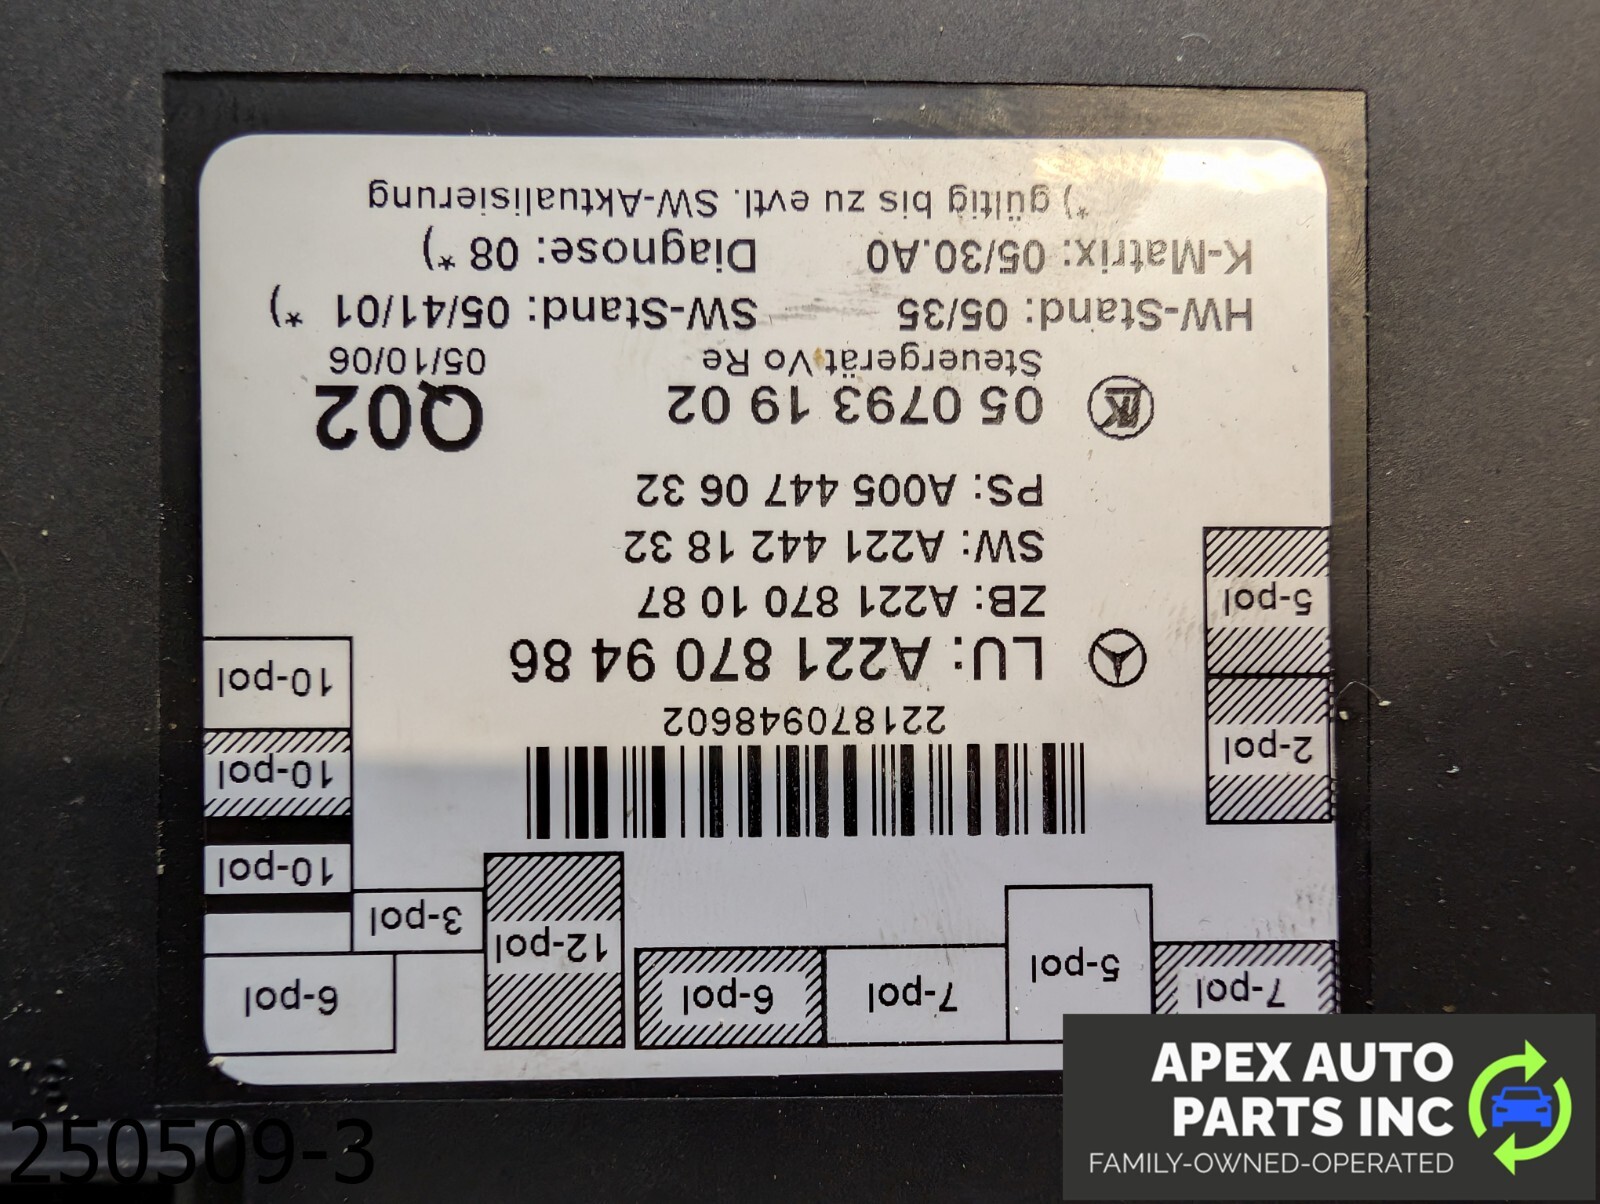 7-pol
5-pol
7-pol
6-pol
12-pol
6-pol
3-pol
10-pol
10-pol
10-pol
2-pol
5-pol
221870948602
LU: A221 870 94 86
ZB: A221 870 10 87
SW: A221 442 18 32
PS: A005 447 06 32
05 0793 19 02 Q02
Steuergerät Vo Re 05/10/06
HW-Stand: 05/35 SW-Stand: 05/41/01 *)
K-Matrix: 05/30.A0 Diagnose: 08 *)
*) gültig bis zu evtl. SW-Aktualisierung
250509-3
APEX AUTO
PARTS INC
FAMILY-OWNED-OPERATED